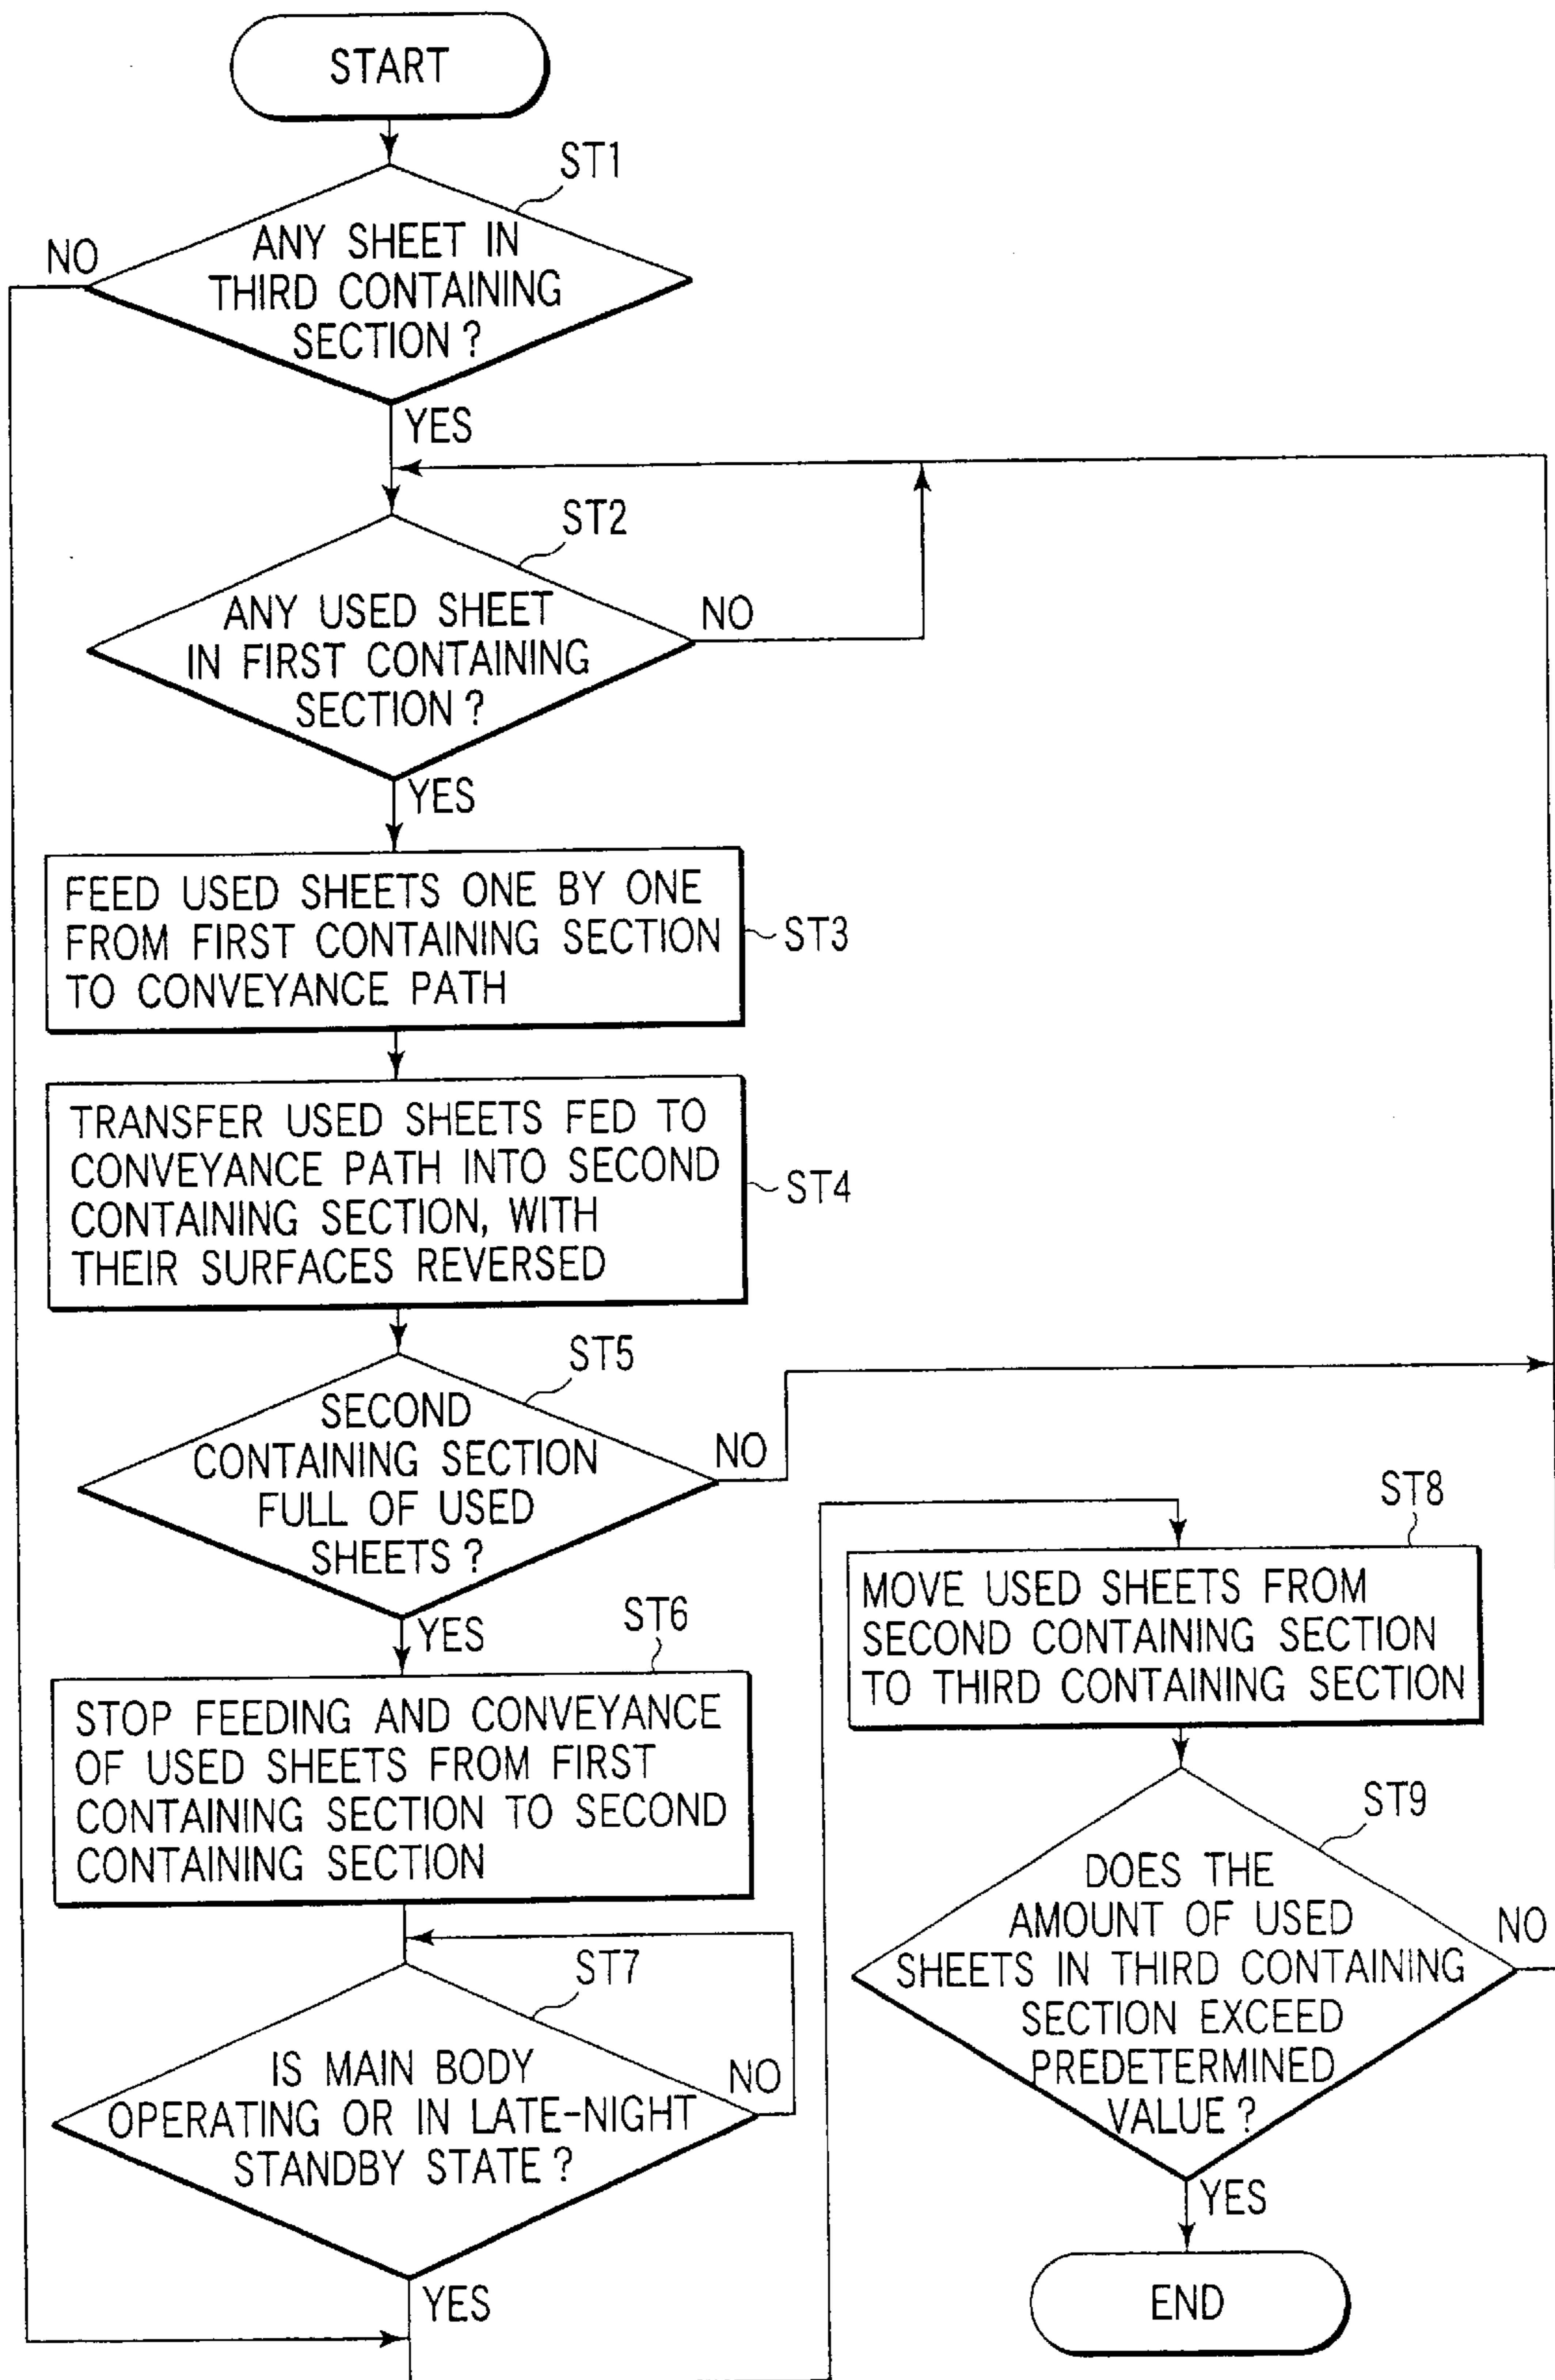 START
ST1
NO
ANY SHEET IN
THIRD CONTAINING
SECTION?
YES
ST2
ANY USED SHEET
IN FIRST CONTAINING
SECTION?
NO
YES
FEED USED SHEETS ONE BY ONE
FROM FIRST CONTAINING SECTION
TO CONVEYANCE PATH
ST3
TRANSFER USED SHEETS FED TO
CONVEYANCE PATH INTO SECOND
CONTAINING SECTION, WITH
THEIR SURFACES REVERSED
ST4
ST5
SECOND
CONTAINING SECTION
FULL OF USED
SHEETS?
NO
YES
ST6
STOP FEEDING AND CONVEYANCE
OF USED SHEETS FROM FIRST
CONTAINING SECTION TO SECOND
CONTAINING SECTION
ST7
IS MAIN BODY
OPERATING OR IN LATE-NIGHT
STANDBY STATE?
NO
YES
ST8
MOVE USED SHEETS FROM
SECOND CONTAINING SECTION
TO THIRD CONTAINING SECTION
ST9
DOES THE
AMOUNT OF USED
SHEETS IN THIRD CONTAINING
SECTION EXCEED
PREDETERMINED
VALUE?
NO
YES
END